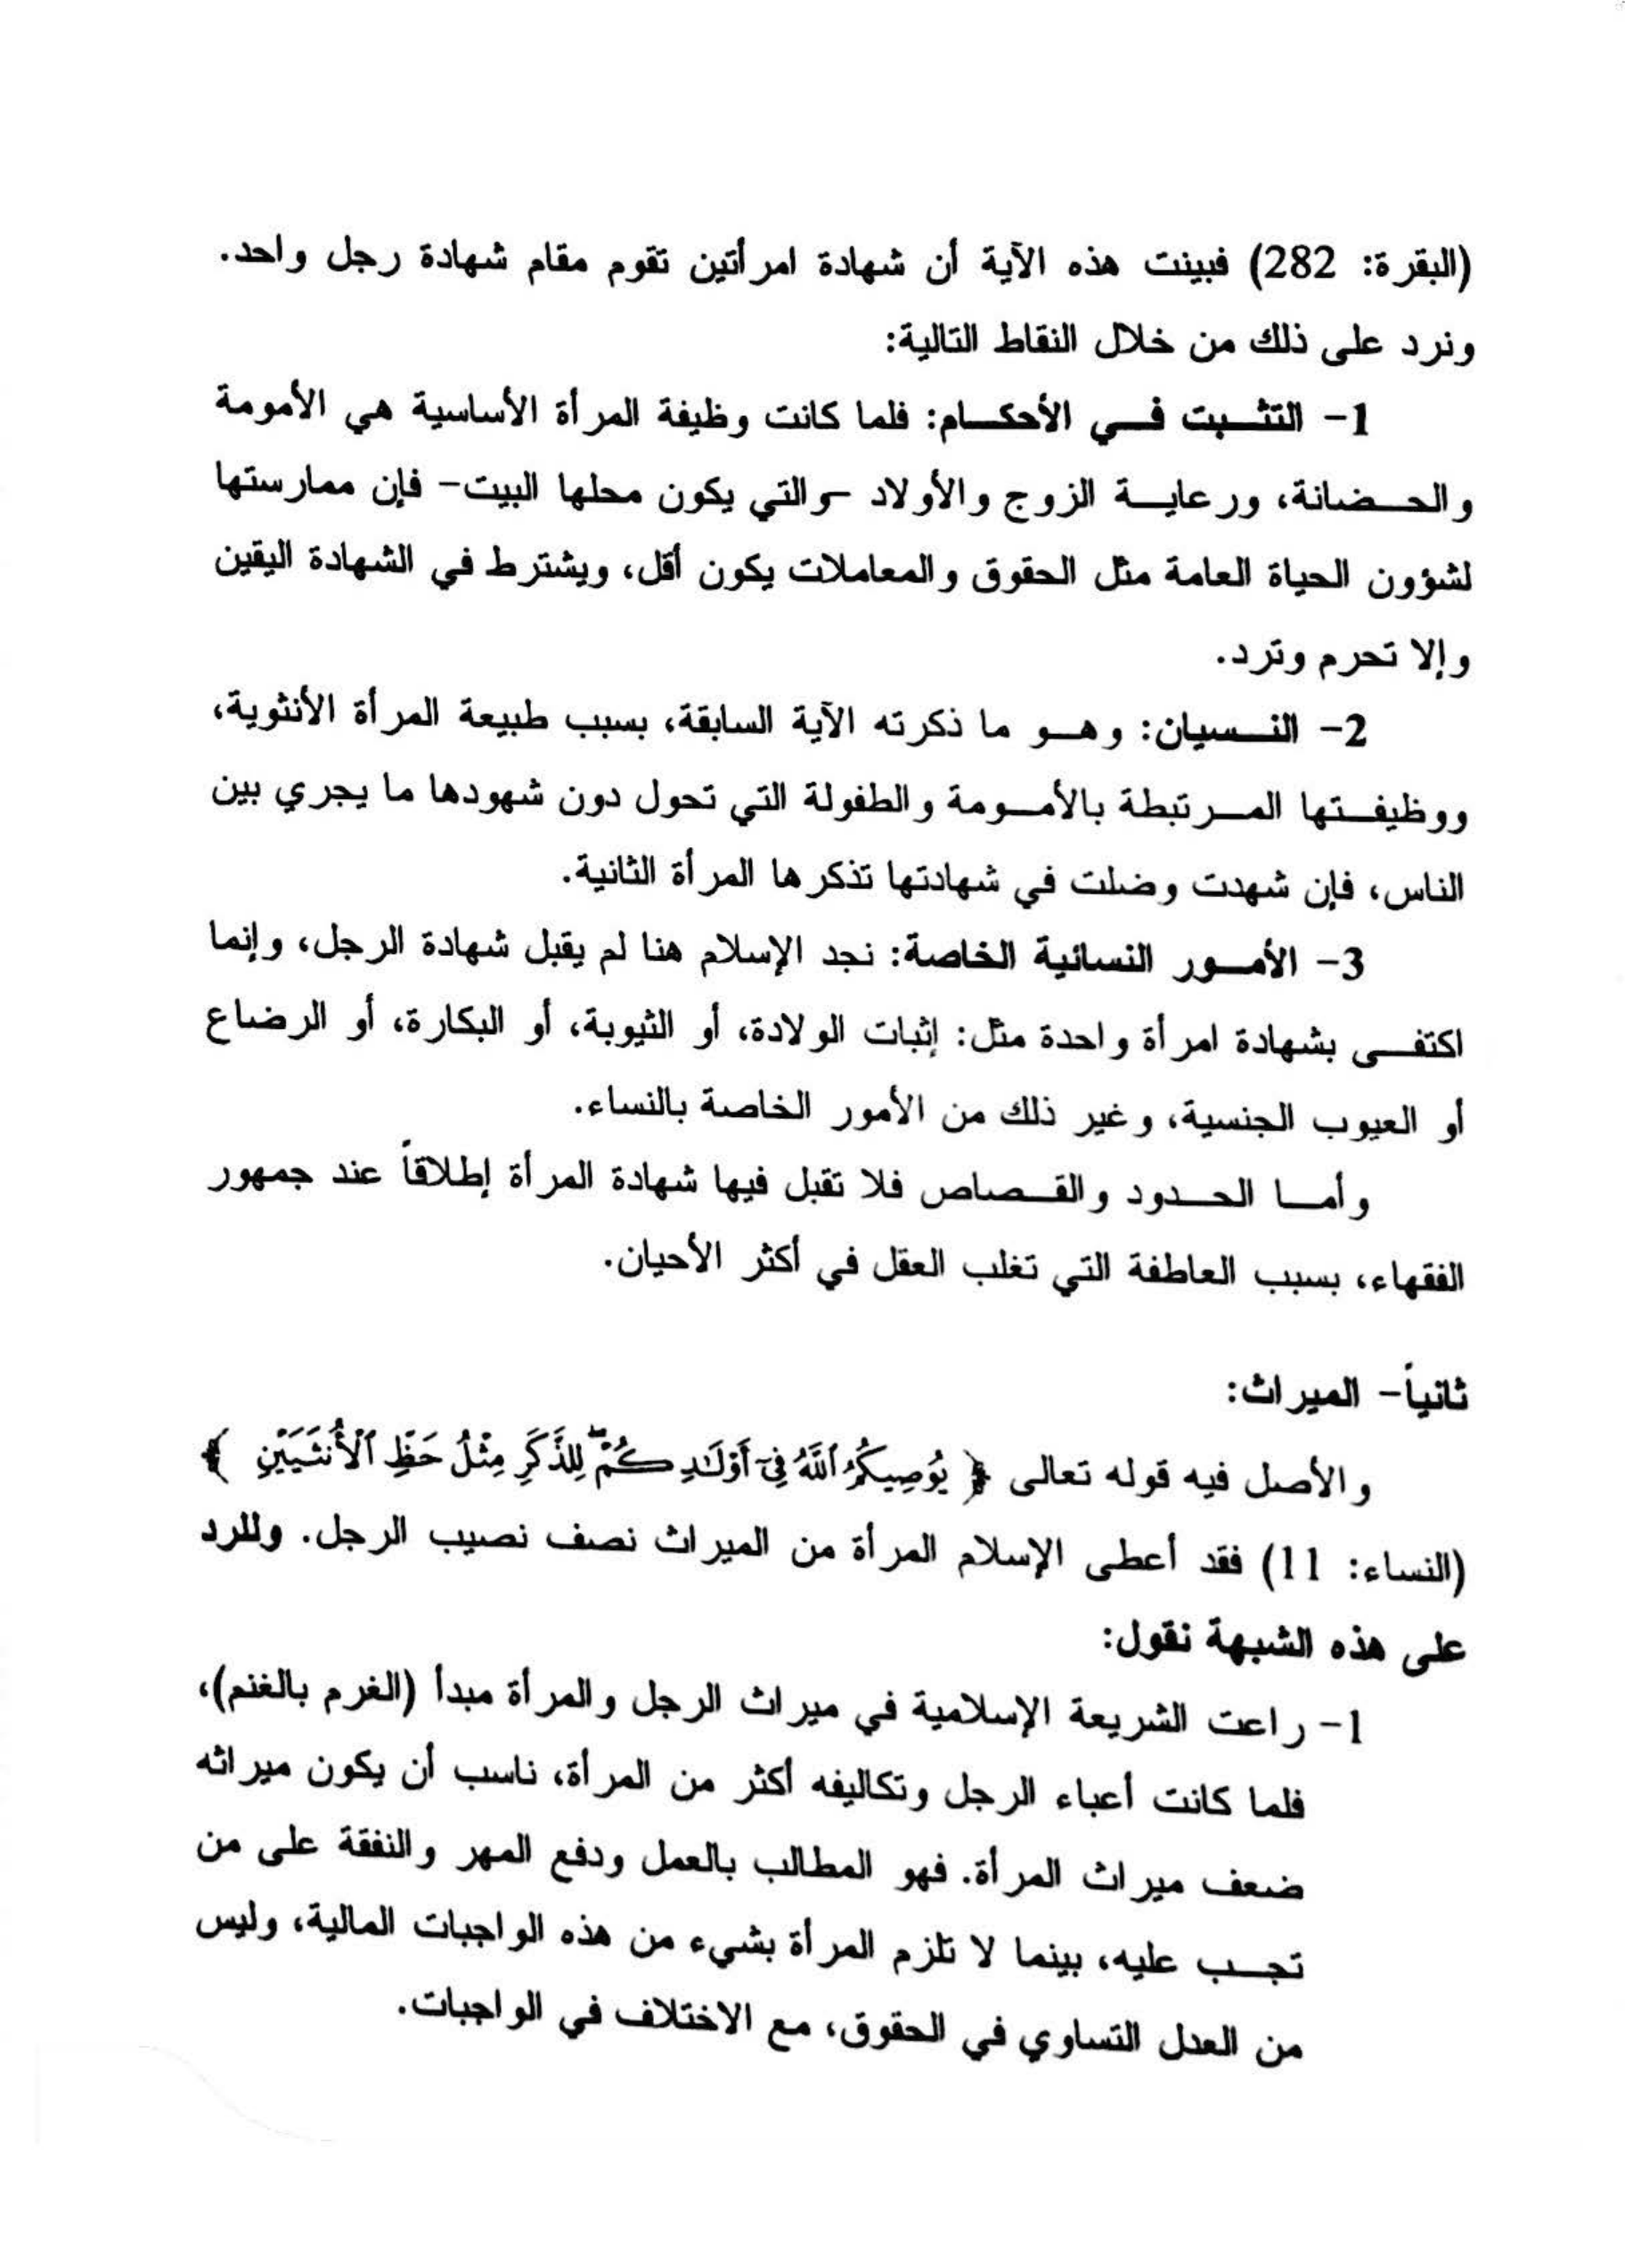 (البقرة: 282) فبينت هذه الآية أن شهادة امرأتين تقوم مقام شهادة رجل واحد.
ونرد على ذلك من خلال النقاط التالية:
1- التثبت في الأحكام: فلما كانت وظيفة المرأة الأساسية هي الأمومة
والحضانة، ورعاية الزوج والأولاد -والتي يكون محلها البيت- فإن ممارستها
لشؤون الحياة العامة مثل الحقوق والمعاملات يكون أقل، ويشترط في الشهادة اليقين
وإلا تحرم وترد.
2- النسيان: وهو ما ذكرته الآية السابقة، بسبب طبيعة المرأة الأنثوية،
ووظيفتها المرتبطة بالأمومة والطفولة التي تحول دون شهودها ما يجري بين
الناس، فإن شهدت وضلت في شهادتها تذكرها المرأة الثانية.
3- الأمور النسائية الخاصة: نجد الإسلام هنا لم يقبل شهادة الرجل، وإنما
اكتفى بشهادة امرأة واحدة مثل: إثبات الولادة، أو الثيوبة، أو البكارة، أو الرضاع
أو العيوب الجنسية، وغير ذلك من الأمور الخاصة بالنساء.
وأما الحدود والقصاص فلا تقبل فيها شهادة المرأة إطلاقاً عند جمهور
الفقهاء، بسبب العاطفة التي تغلب العقل في أكثر الأحيان.
ثانياً- الميراث:
والأصل فيه قوله تعالى ﴿ يُوصِيكُمُ ٱللَّهُ فِىٓ أَوْلَٰدِكُمْ ۖ لِلذَّكَرِ مِثْلُ حَظِّ ٱلْأُنثَيَيْنِ ﴾
(النساء: 11) فقد أعطى الإسلام المرأة من الميراث نصف نصيب الرجل. وللرد
على هذه الشبهة نقول:
1- راعت الشريعة الإسلامية في ميراث الرجل والمرأة مبدأ (الغرم بالغنم)،
فلما كانت أعباء الرجل وتكاليفه أكثر من المرأة، ناسب أن يكون ميراثه
ضعف ميراث المرأة. فهو المطالب بالعمل ودفع المهر والنفقة على من
تجب عليه، بينما لا تلزم المرأة بشيء من هذه الواجبات المالية، وليس
من العدل التساوي في الحقوق، مع الاختلاف في الواجبات.